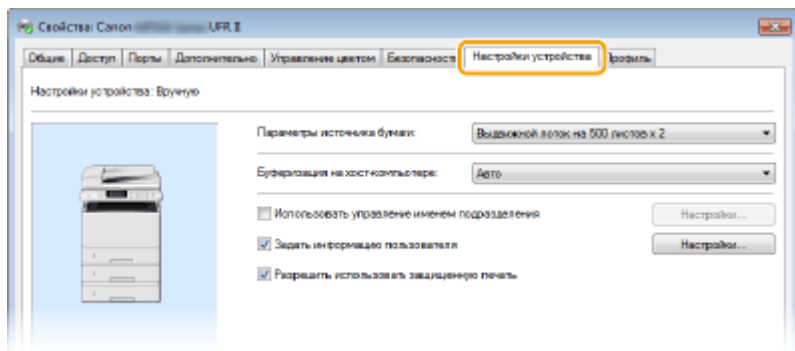 Свойства: Canon UFR II
Общие Доступ Порты Дополнительно Управление цветом Безопасность Настройки устройства Профиль
Настройки устройства: Вручную
Параметры источника бумаги: Выдвижной лоток на 500 листов x 2
Буферизация на хост-компьютере: Авто
Использовать управление именем подразделения Настройки...
Задать информацию пользователя Настройки...
Разрешить использовать защищенную печать